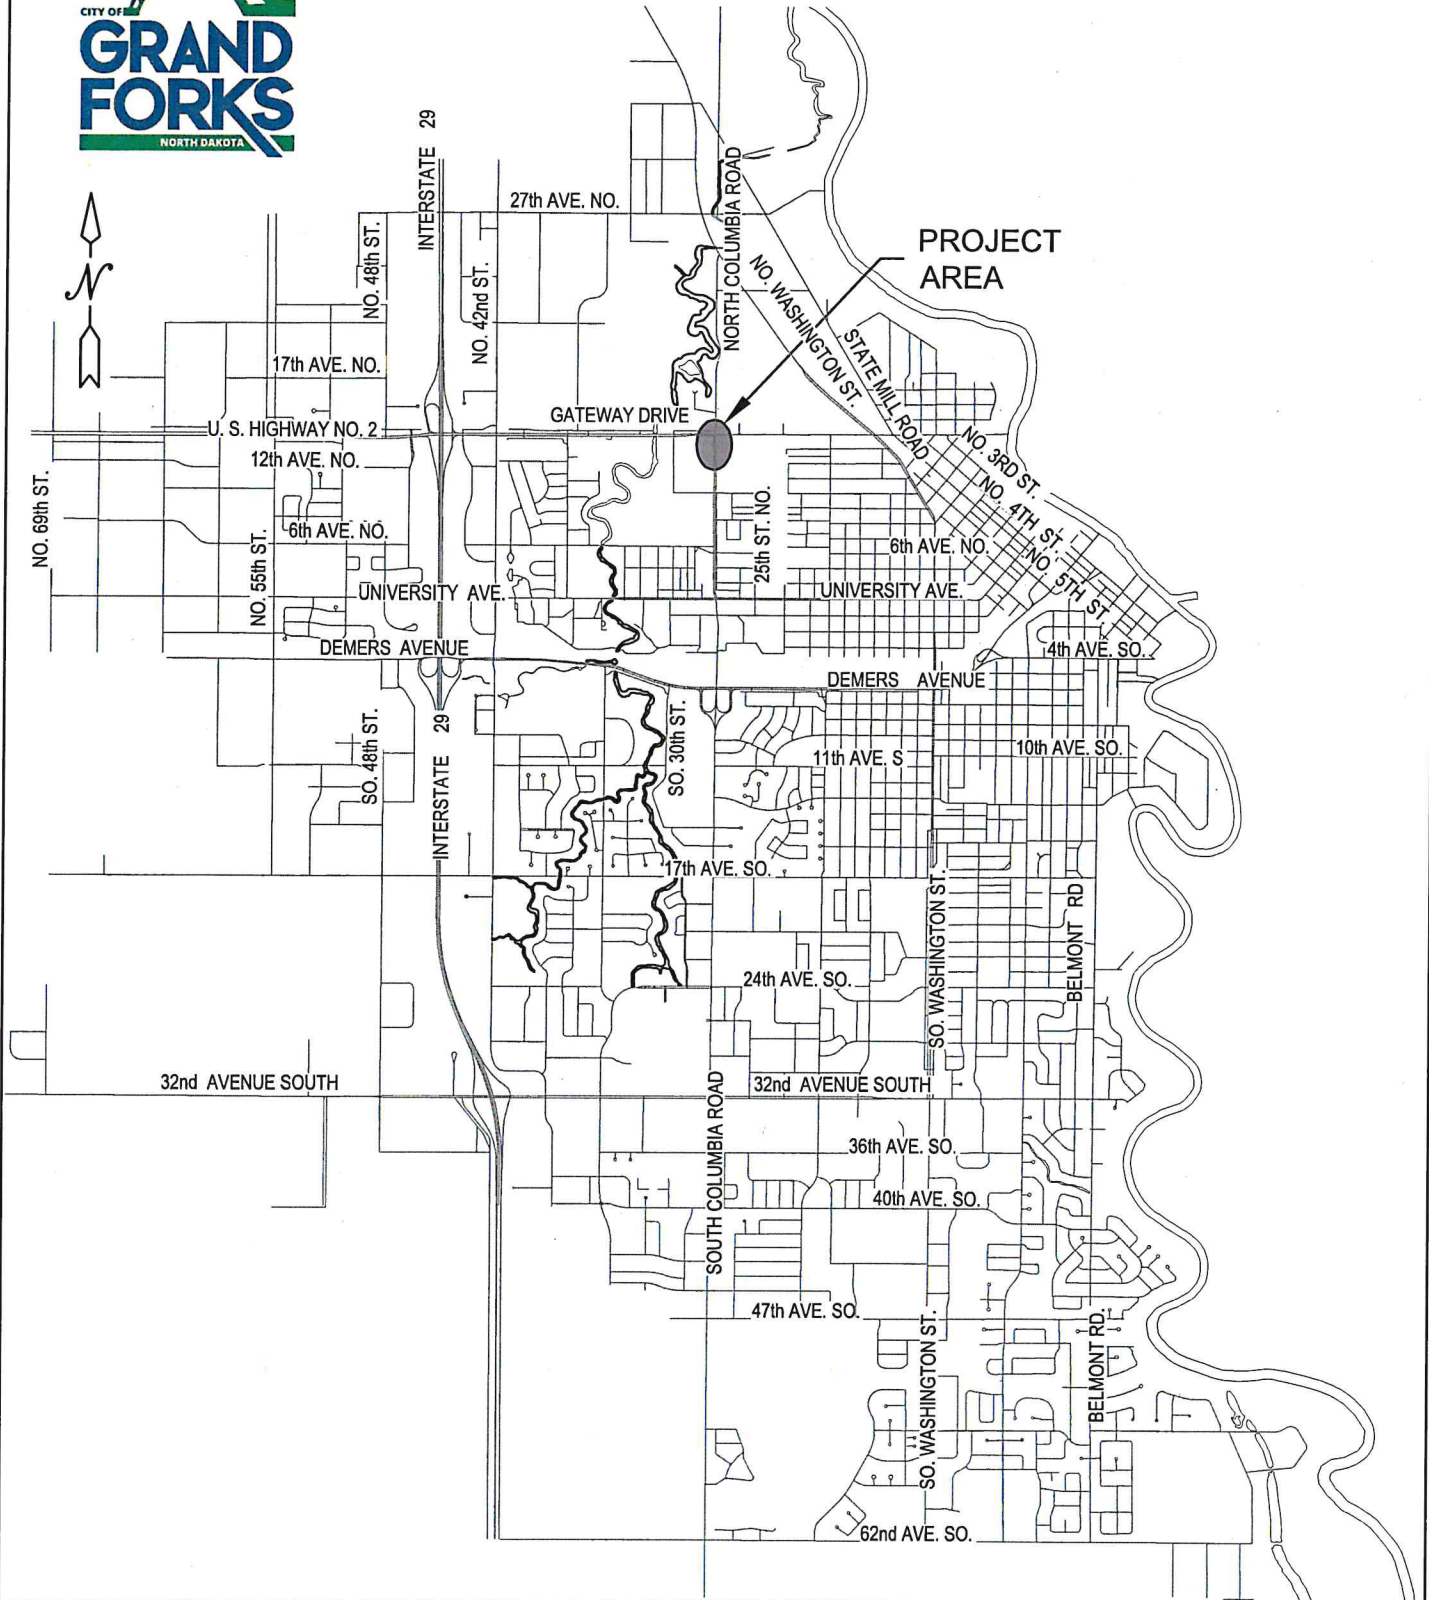 CITY OF
GRAND
FORKS
NORTH DAKOTA
INTERSTATE 29
27th AVE. NO.
NORTH COLUMBIA ROAD
PROJECT
AREA
NO. 48th ST.
NO. 42nd ST.
N
NO. WASHINGTON ST.
STATE MILL ROAD
17th AVE. NO.
GATEWAY DRIVE
U. S. HIGHWAY NO. 2
12th AVE. NO.
NO. 3RD ST.
NO. 4TH ST.
NO. 5TH ST.
NO. 69th ST.
6th AVE. NO.
25th ST. NO.
6th AVE. NO.
NO. 55th ST.
UNIVERSITY AVE.
UNIVERSITY AVE.
DEMERS AVENUE
4th AVE. SO.
DEMERS AVENUE
SO. 48th ST.
INTERSTATE 29
SO. 30th ST.
11th AVE. S
10th AVE. SO.
17th AVE. SO.
SO. WASHINGTON ST.
BELMONT RD
24th AVE. SO.
32nd AVENUE SOUTH
SOUTH COLUMBIA ROAD
32nd AVENUE SOUTH
36th AVE. SO.
40th AVE. SO.
47th AVE. SO.
SO. WASHINGTON ST.
BELMONT RD.
62nd AVE. SO.